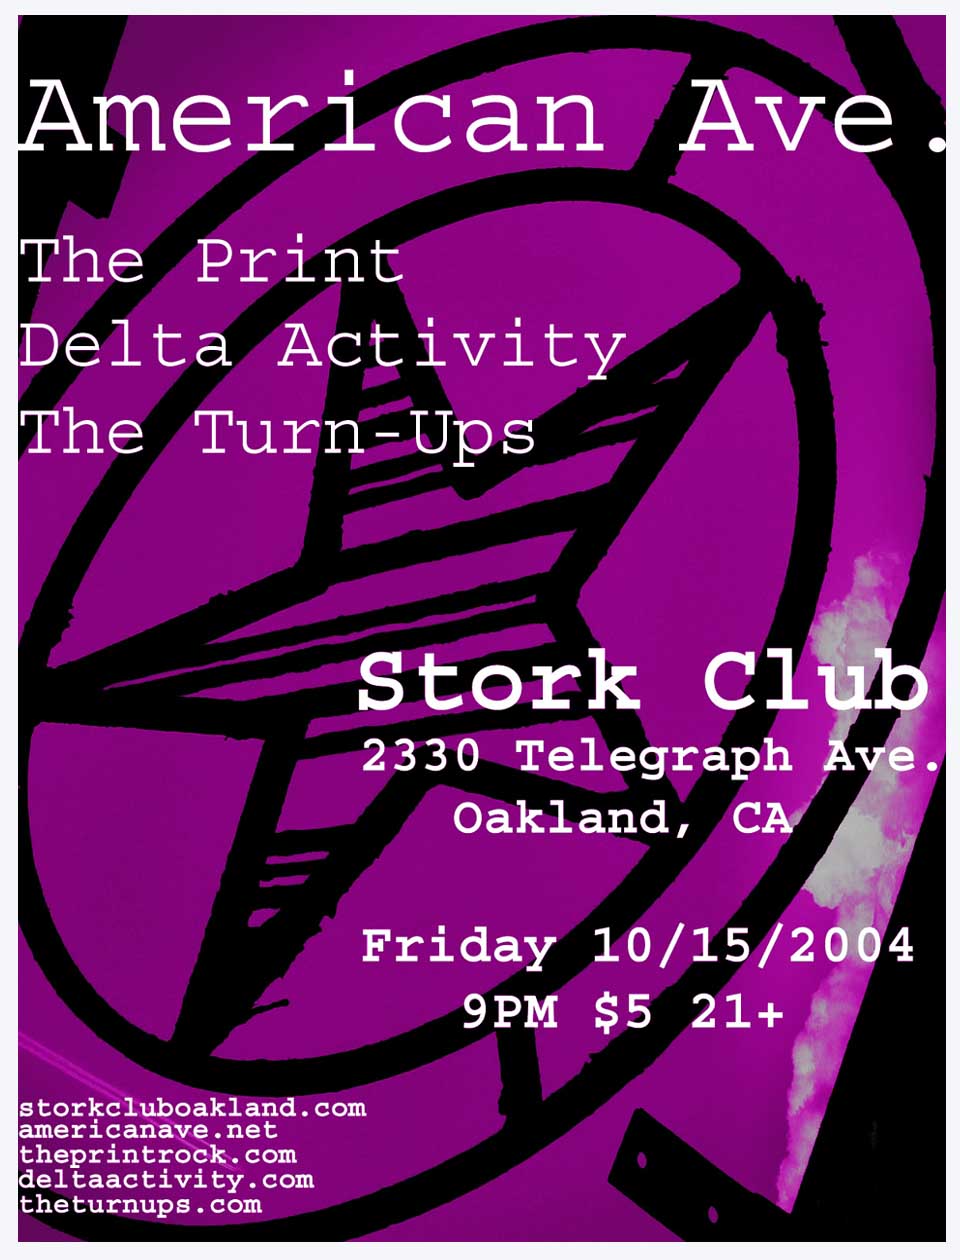 American Ave.
The Print
Delta Activity
The Turn-Ups
Stork Club
2330 Telegraph Ave.
Oakland, CA
Friday 10/15/2004
9PM $5 21+
storkcluboakland.com
americanave.net
theprintrock.com
deltaactivity.com
theturnups.com